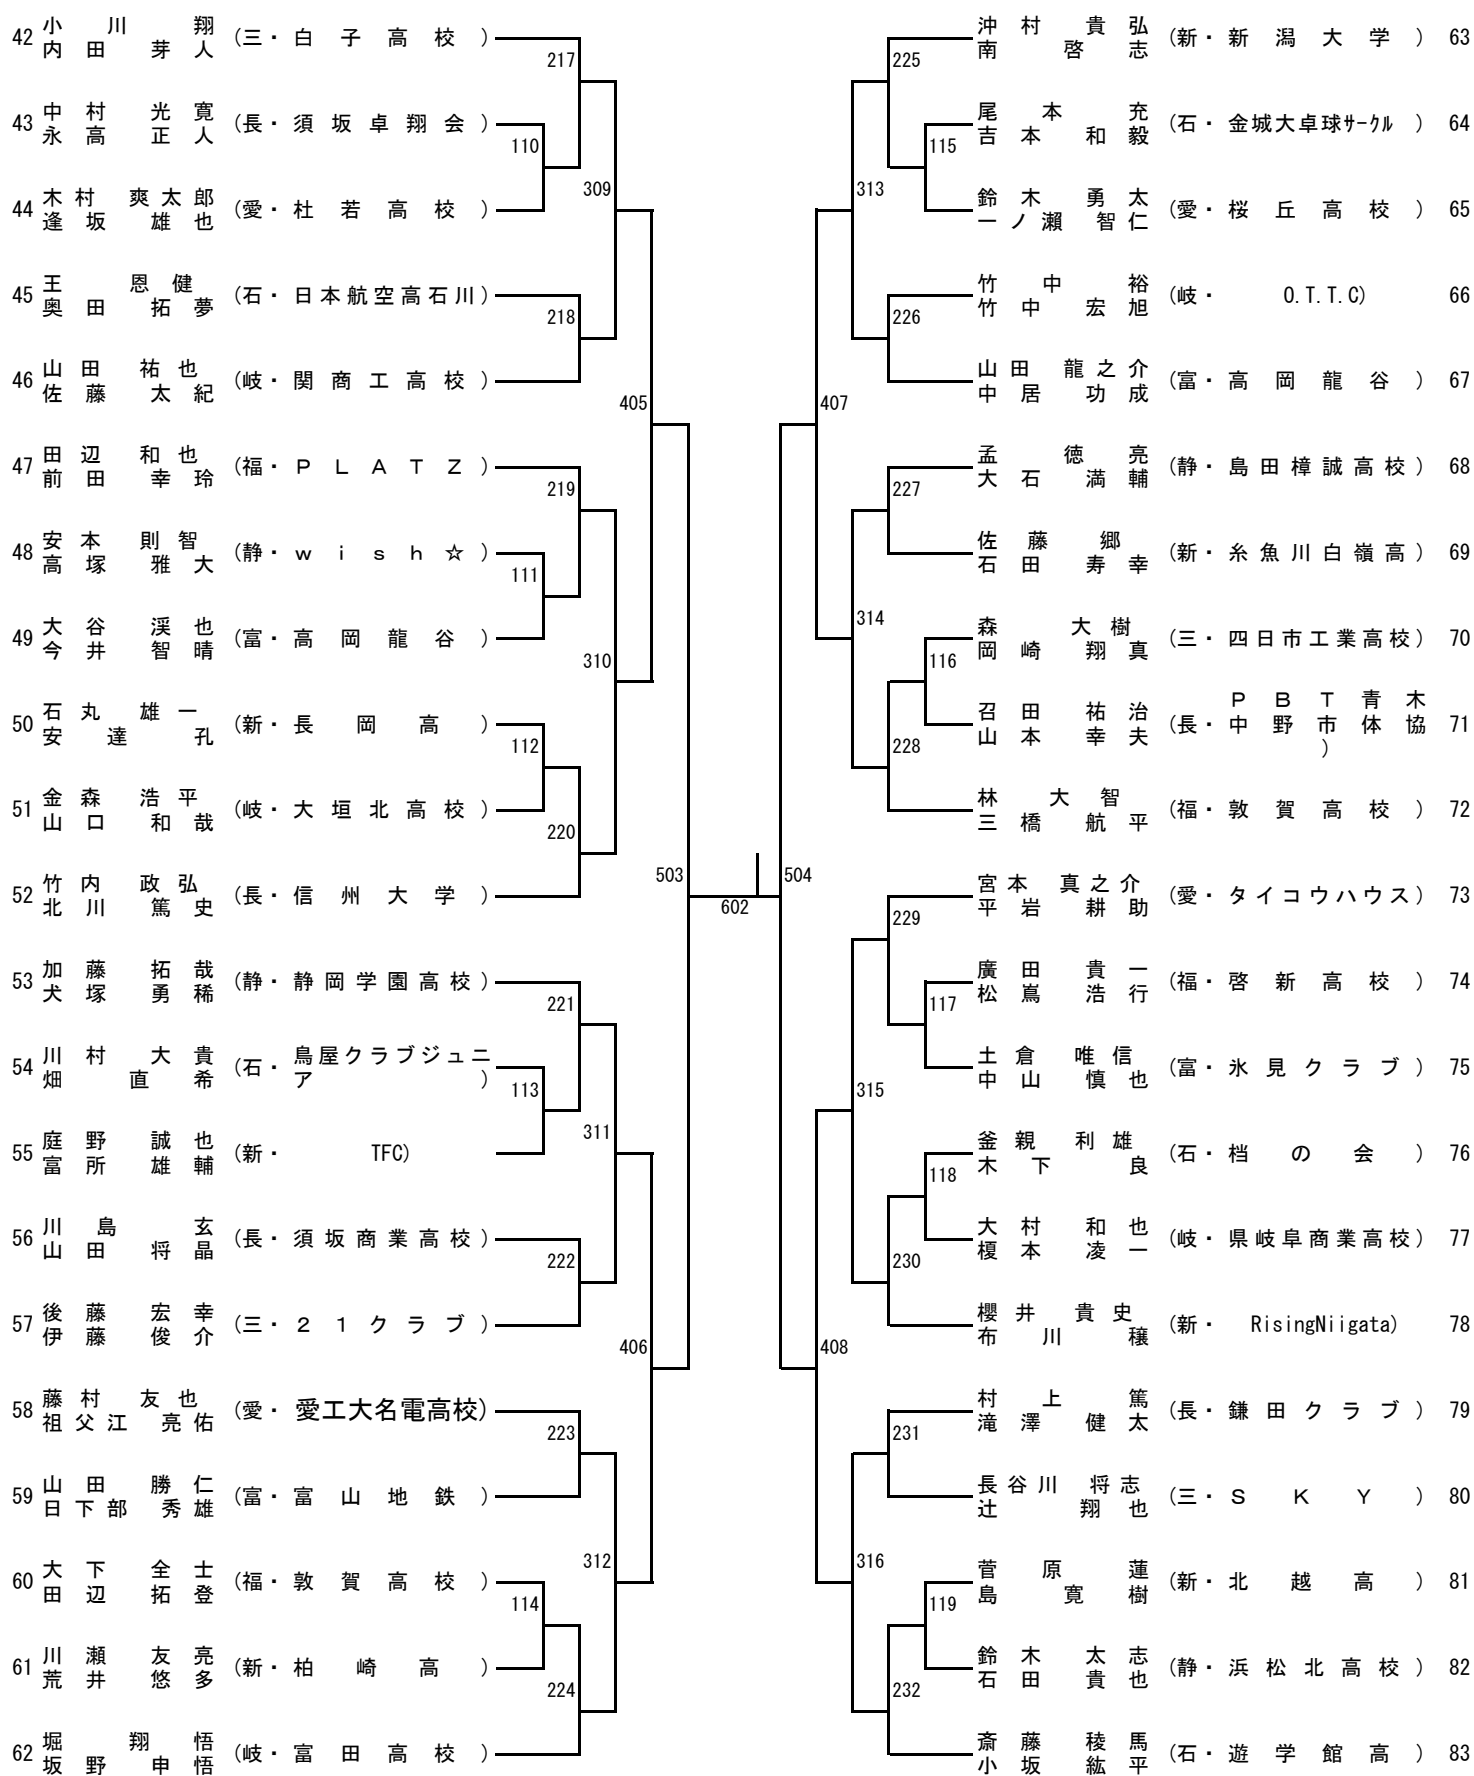 42 小川 翔 (三・白子高校)
内田 芽人
217
43 中村 光寛 (長・須坂卓翔会)
永高 正人
110
44 木村 爽太郎 (愛・杜若高校)
逢坂 雄也
309
45 王 恩健 (石・日本航空高石川)
奥田 拓夢
218
46 山田 祐也 (岐・関商工高校)
佐藤 太紀
405
47 田辺 和也 (福・PLATZ)
前田 幸玲
219
48 安本 則智 (静・wish☆)
高塚 雅大
111
49 大谷 渓也 (富・高岡龍谷)
今井 智晴
310
50 石丸 雄一 (新・長岡高)
安達 孔
112
51 金森 浩平 (岐・大垣北高校)
山口 和哉
220
52 竹内 政弘 (長・信州大学)
北川 篤史
503
602
53 加藤 拓哉 (静・静岡学園高校)
犬塚 勇稀
221
54 川村 大貴 (石・鳥屋クラブジュニ
畑 直希 ア)
113
311
55 庭野 誠也 (新・TFC)
富所 雄輔
56 川島 玄 (長・須坂商業高校)
山田 将晶
222
57 後藤 宏幸 (三・21クラブ)
伊藤 俊介
406
58 藤村 友也 (愛・愛工大名電高校)
祖父江 亮佑
223
59 山田 勝仁 (富・富山地鉄)
日下部 秀雄
312
60 大下 全士 (福・敦賀高校)
田辺 拓登
114
61 川瀬 友亮 (新・柏崎高)
荒井 悠多
224
62 堀 翔悟 (岐・富田高校)
坂野 申悟
沖村 貴弘 (新・新潟大学) 63
南 啓志
225
尾本 充 (石・金城大卓球サークル) 64
吉本 和毅
115
313
鈴木 勇太 (愛・桜丘高校) 65
一ノ瀬 智仁
竹中 裕 (岐・O.T.T.C) 66
竹中 宏旭
226
山田 龍之介 (富・高岡龍谷) 67
中居 功成
407
孟 徳亮 (静・島田樟誠高校) 68
大石 満輔
227
佐藤 郷 (新・糸魚川白嶺高) 69
石田 寿幸
314
森 大樹 (三・四日市工業高校) 70
岡崎 翔真
116
PBT青木
召田 祐治 (長・中野市体協 71
山本 幸夫 )
228
林 大智 (福・敦賀高校) 72
三橋 航平
504
宮本 真之介 (愛・タイコウハウス) 73
平岩 耕助
229
廣田 貴一 (福・啓新高校) 74
松嶌 浩行
117
土倉 唯信 (富・氷見クラブ) 75
中山 慎也
315
釜親 利雄 (石・档の会) 76
木下 良
118
大村 和也 (岐・県岐阜商業高校) 77
榎本 凌一
230
櫻井 貴史 (新・RisingNiigata) 78
布川 穣
408
村上 篤 (長・鎌田クラブ) 79
滝澤 健太
231
長谷川 将志 (三・SKY) 80
辻 翔也
316
菅原 蓮 (新・北越高) 81
島 寛樹
119
鈴木 太志 (静・浜松北高校) 82
石田 貴也
232
斎藤 稜馬 (石・遊学館高) 83
小坂 紘平